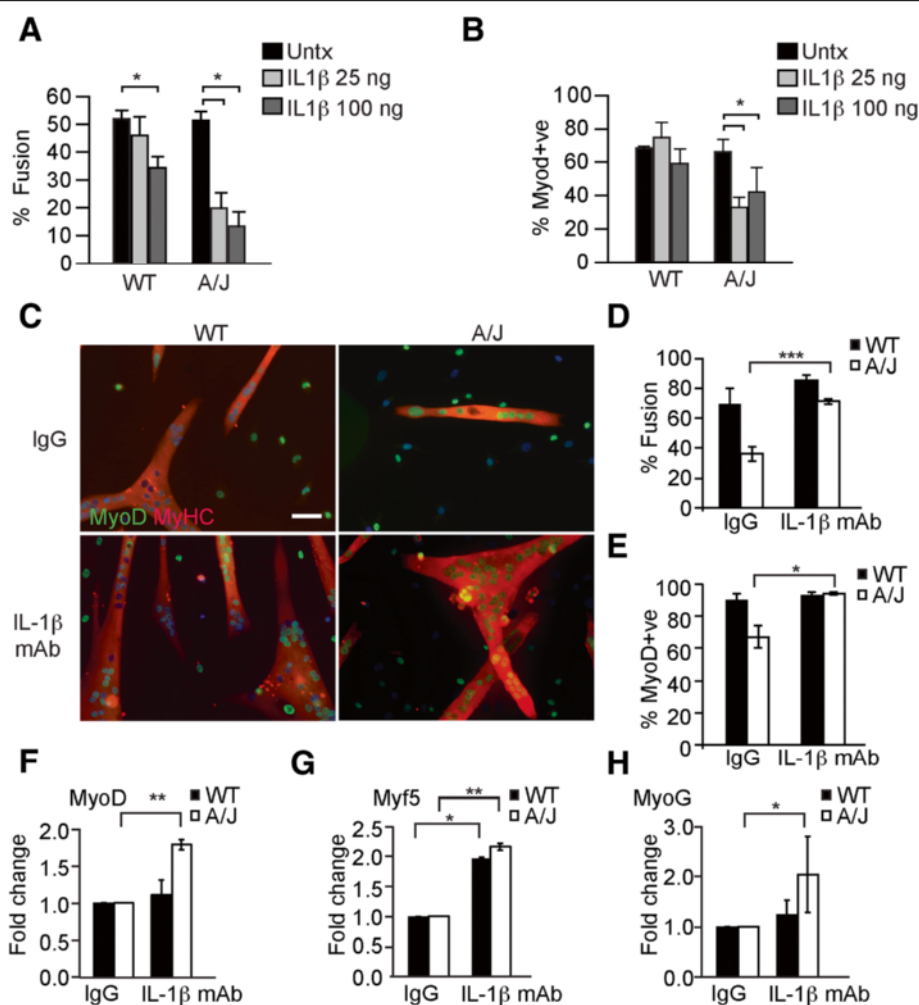 A
Untx
IL1β 25 ng
IL1β 100 ng
*
*
60
50
40
30
20
10
0
% Fusion
WT
A/J
B
Untx
IL1β 25 ng
IL1β 100 ng
*
100
80
60
40
20
0
% Myod+ve
WT
A/J
C
WT
A/J
IgG
MyoD MyHC
IL-1β
mAb
D
WT
A/J
***
100
80
60
40
20
0
% Fusion
IgG
IL-1β mAb
E
WT
A/J
*
100
80
60
40
20
0
% MyoD+ve
IgG
IL-1β mAb
F
MyoD
**
WT
A/J
2.0
1.5
1.0
0.5
0.0
Fold change
IgG
IL-1β mAb
G
Myf5
**
*
WT
A/J
2.5
2.0
1.5
1.0
0.5
0.0
Fold change
IgG
IL-1β mAb
H
MyoG
*
WT
A/J
3.0
2.0
1.0
0.0
Fold change
IgG
IL-1β mAb